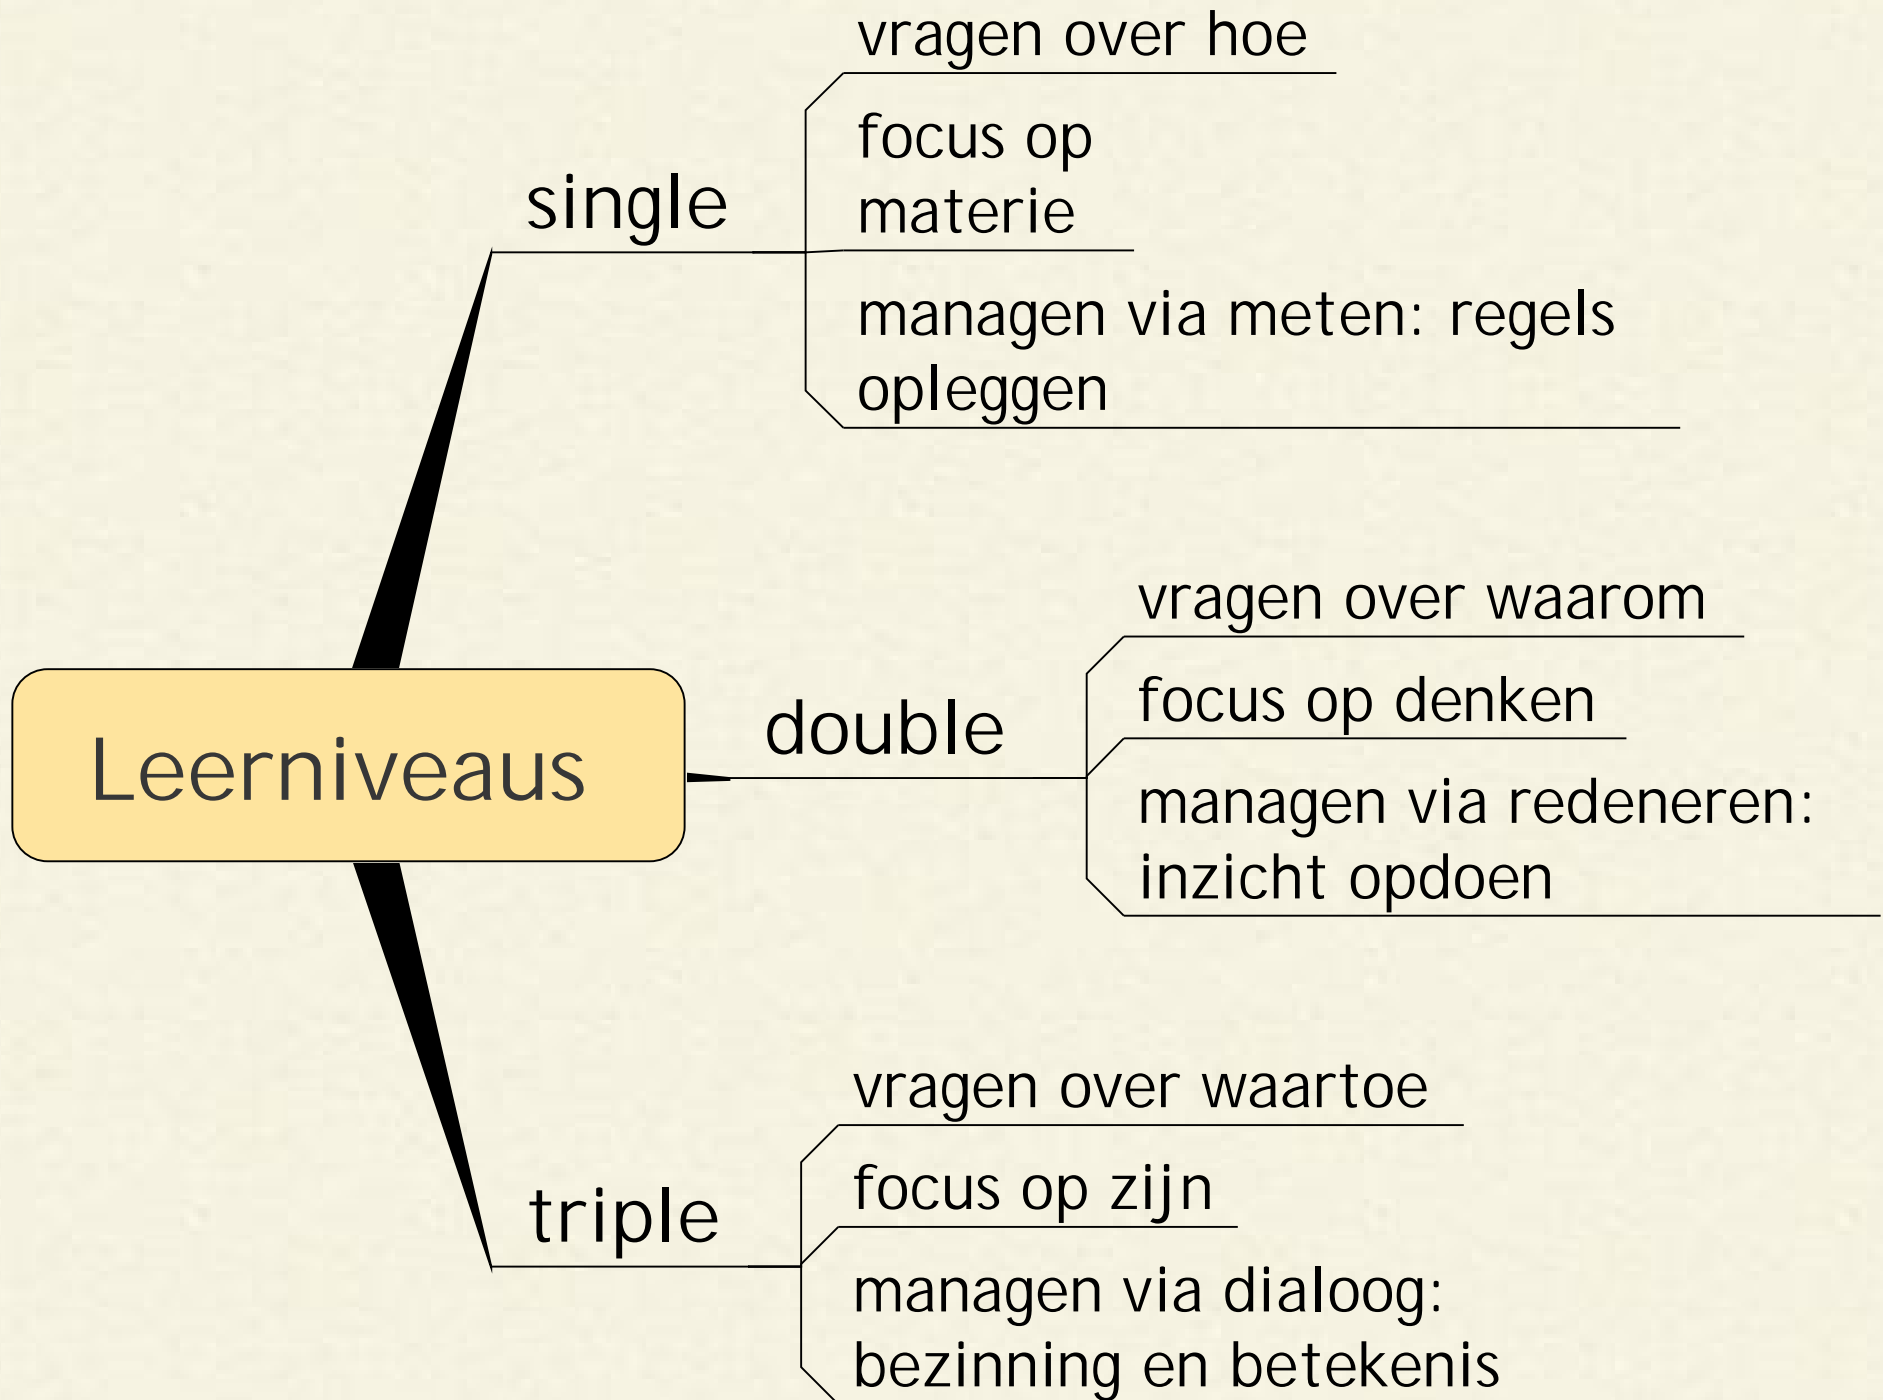 Leerniveaus
single
vragen over hoe
focus op
materie
managen via meten: regels
opleggen
double
vragen over waarom
focus op denken
managen via redeneren:
inzicht opdoen
triple
vragen over waartoe
focus op zijn
managen via dialoog:
bezinning en betekenis